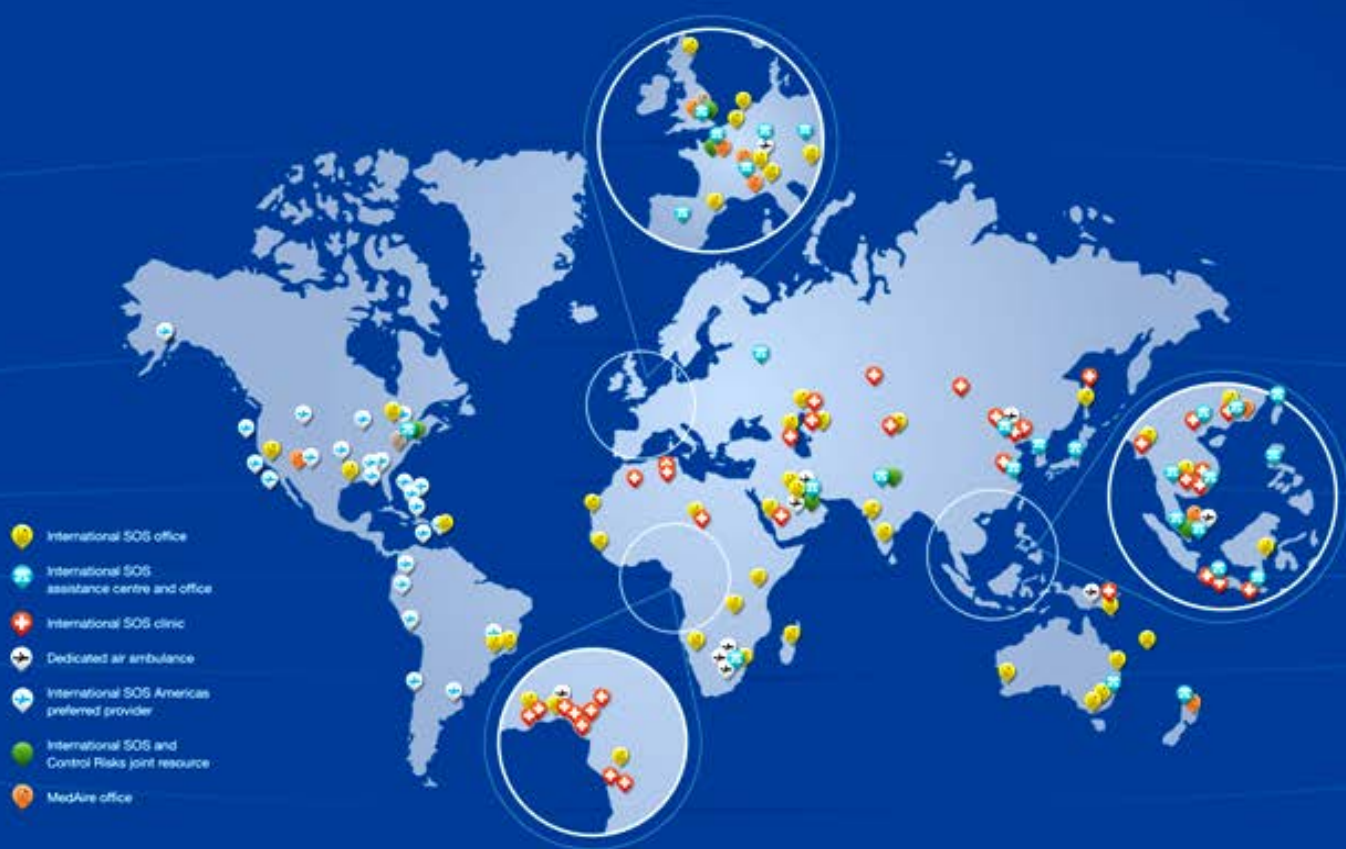 International SOS office
International SOS
assistance centre and office
International SOS clinic
Dedicated air ambulance
International SOS Americas
preferred provider
International SOS and
Control Risks joint resource
MedAire office